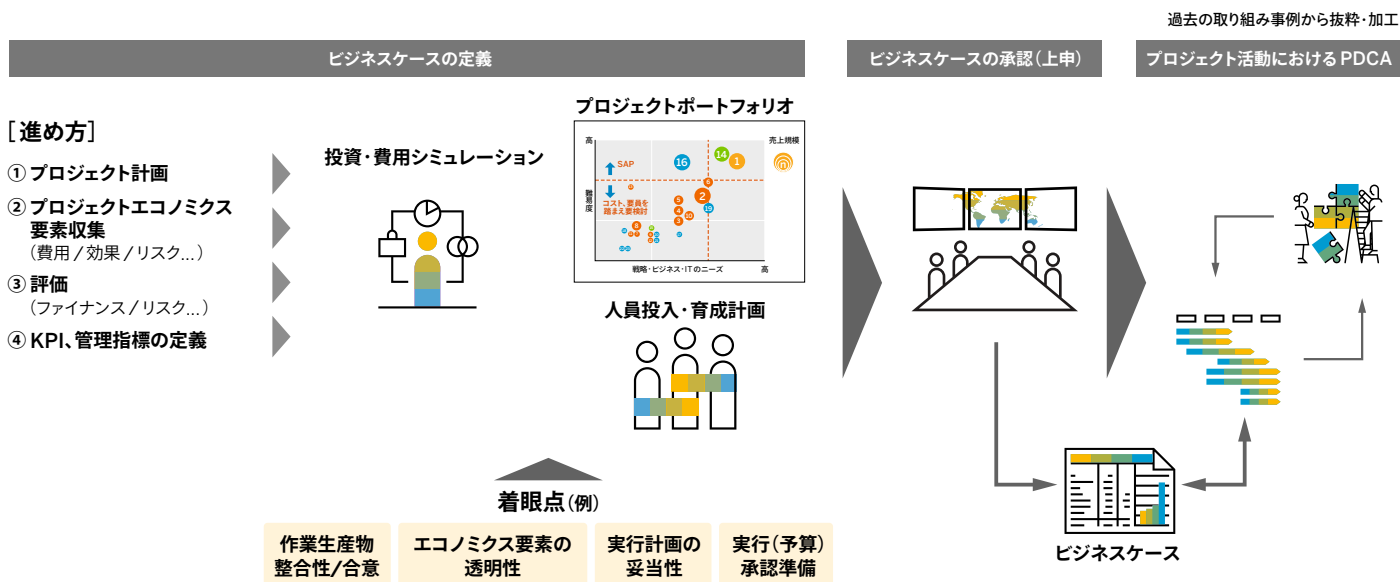 過去の取り組み事例から抜粋・加工
ビジネスケースの定義
ビジネスケースの承認(上申)
プロジェクト活動における PDCA
[進め方]
① プロジェクト計画
② プロジェクトエコノミクス
要素収集
(費用/効果/リスク...)
③ 評価
(ファイナンス/リスク...)
④ KPI、管理指標の定義
投資・費用シミュレーション
プロジェクトポートフォリオ
高
売上規模
SAP
16
14
1
難易度
コスト、要員を
踏まえ要検討
6
2
5
19
4
10
3
8
戦略・ビジネス・ITのニーズ
高
人員投入・育成計画
着眼点(例)
作業生産物
整合性/合意
エコノミクス要素の
透明性
実行計画の
妥当性
実行(予算)
承認準備
ビジネスケース